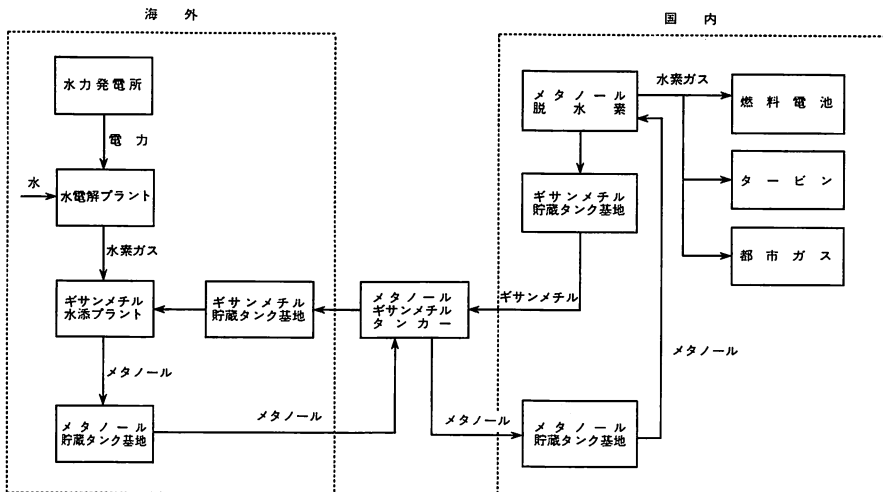 海外
国内
水力発電所
電力
水
水電解プラント
水素ガス
ギサンメチル
水添プラント
メタノール
メタノール
貯蔵タンク基地
ギサンメチル
貯蔵タンク基地
メタノール
メタノール
ギサンメチル
タンカー
メタノール
ギサンメチル
メタノール
脱水素
ギサンメチル
貯蔵タンク基地
メタノール
貯蔵タンク基地
メタノール
水素ガス
燃料電池
タービン
都市ガス